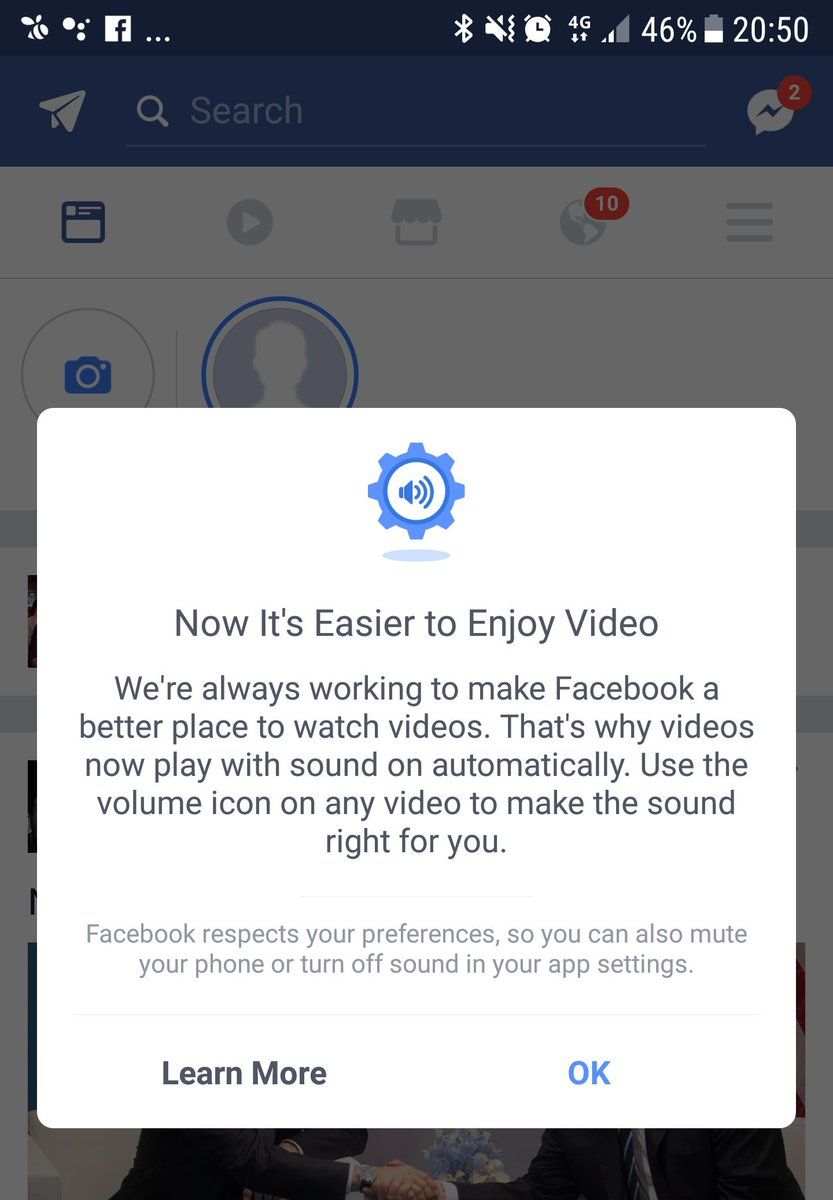 ... 4G 46% 20:50
Search 2
10
Now It's Easier to Enjoy Video
We're always working to make Facebook a
better place to watch videos. That's why videos
now play with sound on automatically. Use the
volume icon on any video to make the sound
right for you.
Facebook respects your preferences, so you can also mute
your phone or turn off sound in your app settings.
Learn More OK